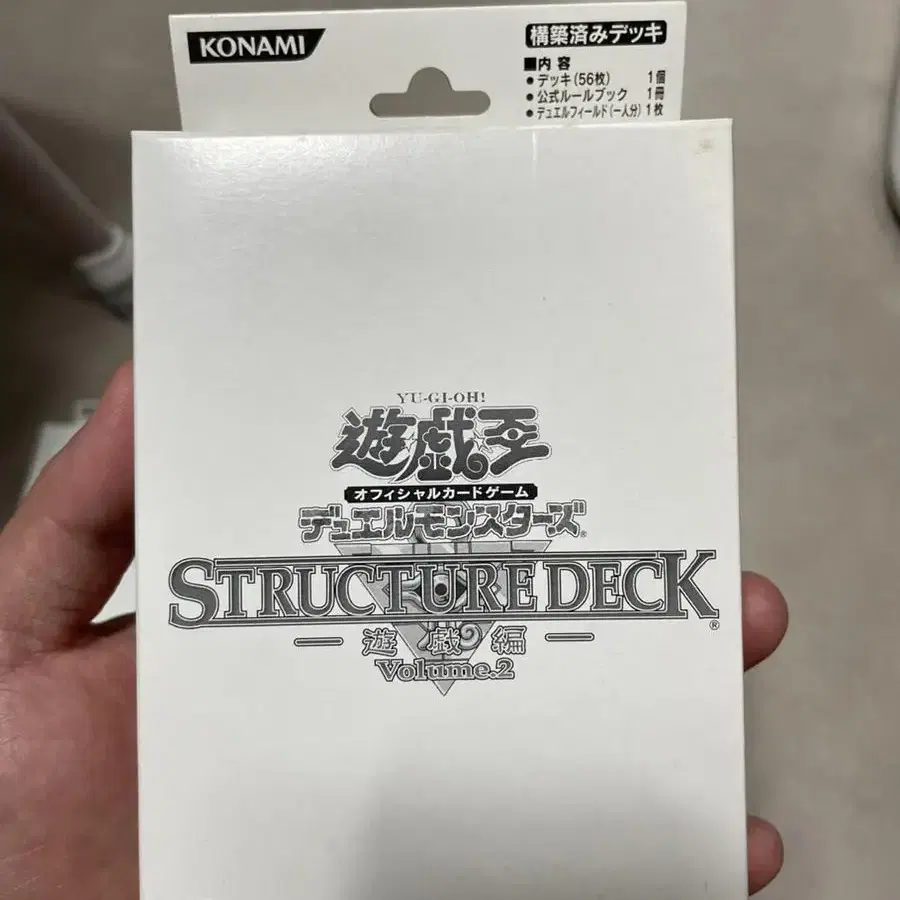 KONAMI
構築済みデッキ
■内容
●デッキ(56枚) 1個
●公式ルールブック 1冊
●デュエルフィールド(一人分) 1枚
YU-GI-OH!
遊戯王
オフィシャルカードゲーム
デュエルモンスターズ®
STRUCTURE DECK®
遊戯編
Volume.2